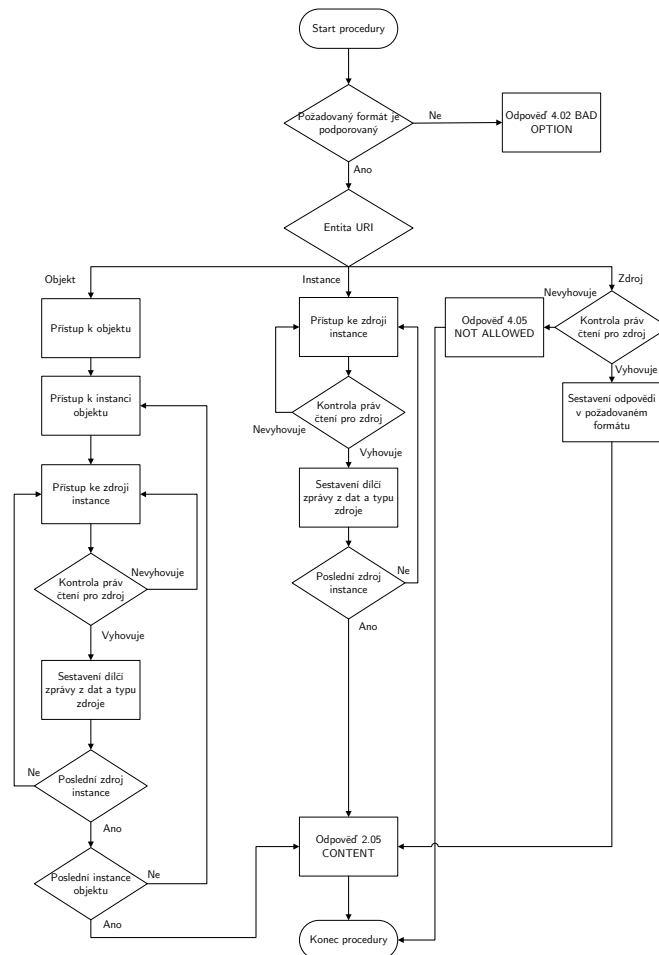 Start procedury
Požadovaný formát je
podporovaný
Ne
Odpověď 4.02 BAD
OPTION
Ano
Entita URI
Objekt
Instance
Zdroj
Přístup k objektu
Přístup k instanci
objektu
Přístup ke zdroji
instance
Kontrola práv
čtení pro zdroj
Nevyhovuje
Vyhovuje
Sestavení dílčí
zprávy z dat a typu
zdroje
Poslední zdroj
instance
Ne
Ano
Poslední instance
objektu
Ne
Ano
Přístup ke zdroji
instance
Kontrola práv
čtení pro zdroj
Nevyhovuje
Vyhovuje
Sestavení dílčí
zprávy z dat a typu
zdroje
Poslední zdroj
instance
Ne
Ano
Nevyhovuje
Odpověď 4.05
NOT ALLOWED
Kontrola práv
čtení pro zdroj
Vyhovuje
Sestavení odpovědi
v požadovaném
formátu
Odpověď 2.05
CONTENT
Konec procedury